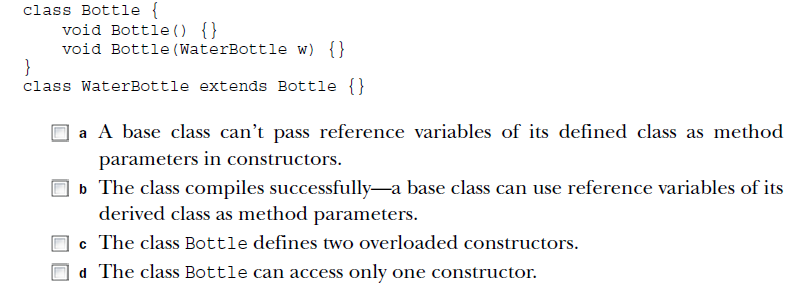 class Bottle {
    void Bottle() {}
    void Bottle(WaterBottle w) {}
}
class WaterBottle extends Bottle {}
a A base class can’t pass reference variables of its defined class as method
parameters in constructors.
b The class compiles successfully—a base class can use reference variables of its
derived class as method parameters.
c The class Bottle defines two overloaded constructors.
d The class Bottle can access only one constructor.